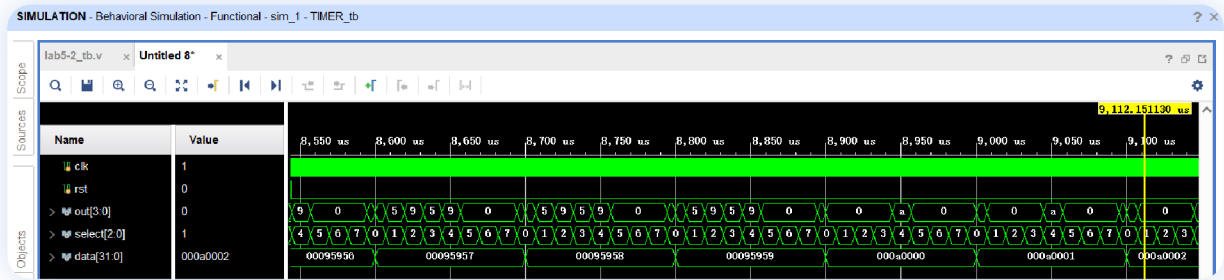 SIMULATION - Behavioral Simulation - Functional - sim_1 - TIMER_tb ? ×
lab5-2_tb.v × Untitled 8* ×
Scope
Sources
Objects
9,112.151130 us
Name Value
8,550 us 8,600 us 8,650 us 8,700 us 8,750 us 8,800 us 8,850 us 8,900 us 8,950 us 9,000 us 9,050 us 9,100 us
clk 1
rst 0
out[3:0] 0 9 0 5 9 5 9 0 5 9 5 9 0 5 9 5 9 0 0 a 0 0 a 0 0
select[2:0] 1 4 5 6 7 0 1 2 3 4 5 6 7 0 1 2 3 4 5 6 7 0 1 2 3 4 5 6 7 0 1 2 3 4 5 6 7 0 1 2 3 4 5 6 7 0 1 2 3
data[31:0] 000a0002 00095956 00095957 00095958 00095959 000a0000 000a0001 000a0002